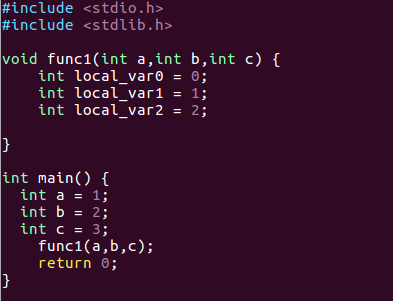 #include <stdio.h>
#include <stdlib.h>

void func1(int a,int b,int c) {
    int local_var0 = 0;
    int local_var1 = 1;
    int local_var2 = 2;

}

int main() {
  int a = 1;
  int b = 2;
  int c = 3;
    func1(a,b,c);
    return 0;
}